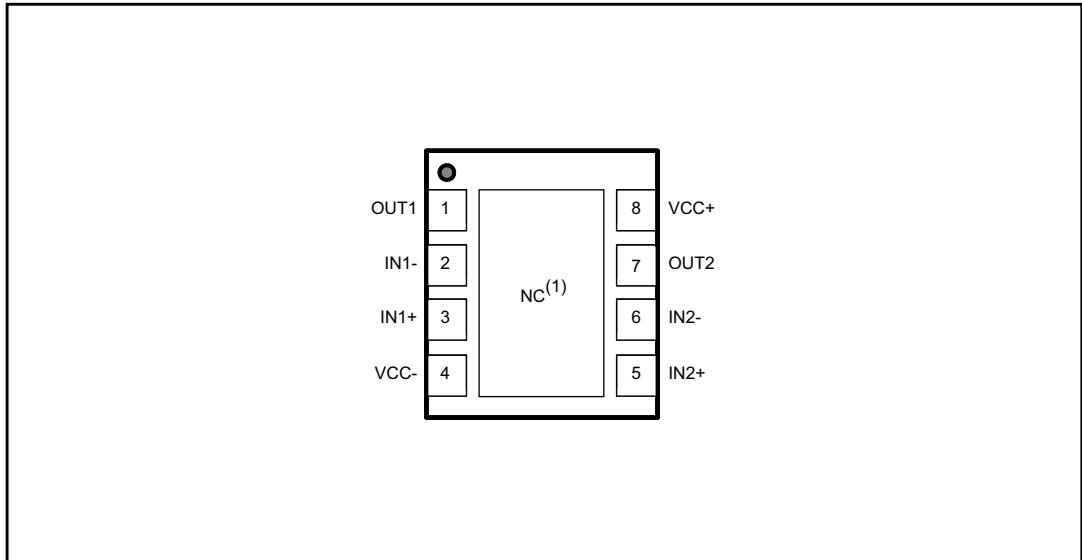 OUT1 1 8 VCC+
IN1- 2 7 OUT2
NC(1)
IN1+ 3 6 IN2-
VCC- 4 5 IN2+